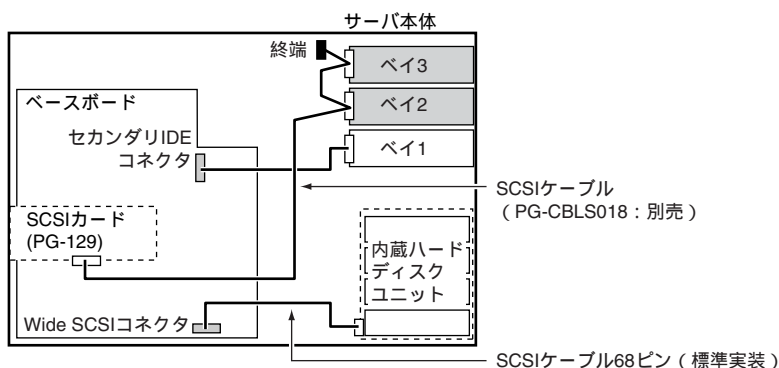 サーバ本体
終端
ベイ3
ベイ2
ベイ1
ベースボード
セカンダリIDE
コネクタ
SCSIカード
(PG-129)
SCSIケーブル
（PG-CBLS018：別売）
内蔵ハード
ディスク
ユニット
Wide SCSIコネクタ
SCSIケーブル68ピン（標準実装）